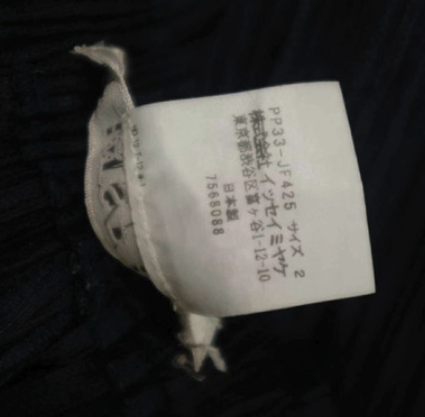 PP33-JF425 サイズ 2
株式会社 イッセイミヤケ
東京都渋谷区富ヶ谷1-12-10
日本製
7568088